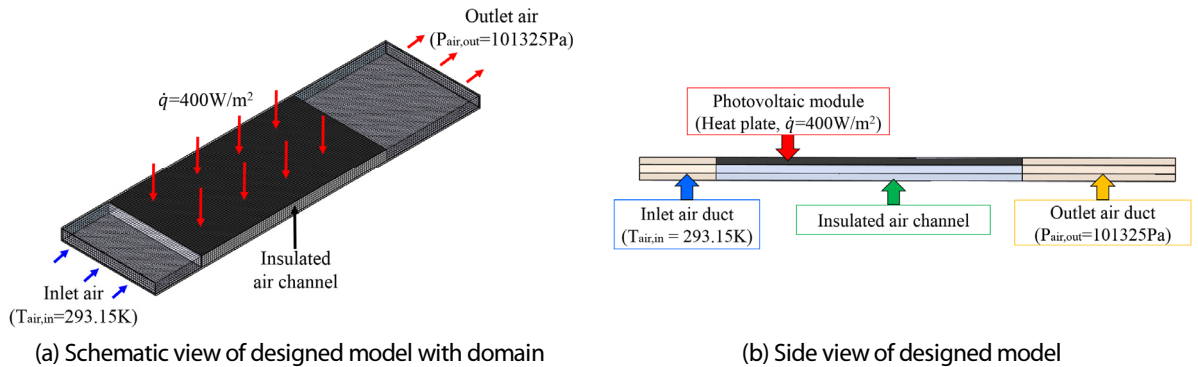 Outlet air
(Pair,out=101325Pa)
q̇=400W/m²
Insulated
air channel
Inlet air
(Tair,in=293.15K)
(a) Schematic view of designed model with domain
Photovoltaic module
(Heat plate, q̇=400W/m²)
Inlet air duct
(Tair,in = 293.15K)
Insulated air channel
Outlet air duct
(Pair,out=101325Pa)
(b) Side view of designed model